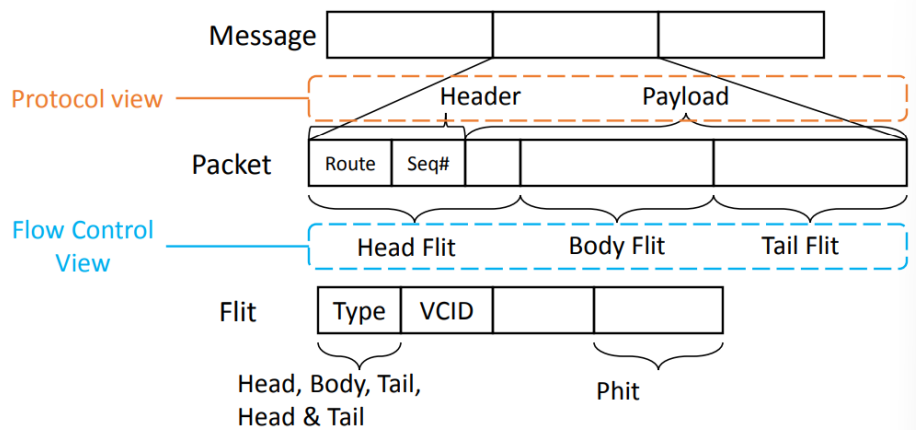 Message
Protocol view
Header
Payload
Packet
Route
Seq#
Flow Control
View
Head Flit
Body Flit
Tail Flit
Flit
Type
VCID
Head, Body, Tail,
Head & Tail
Phit